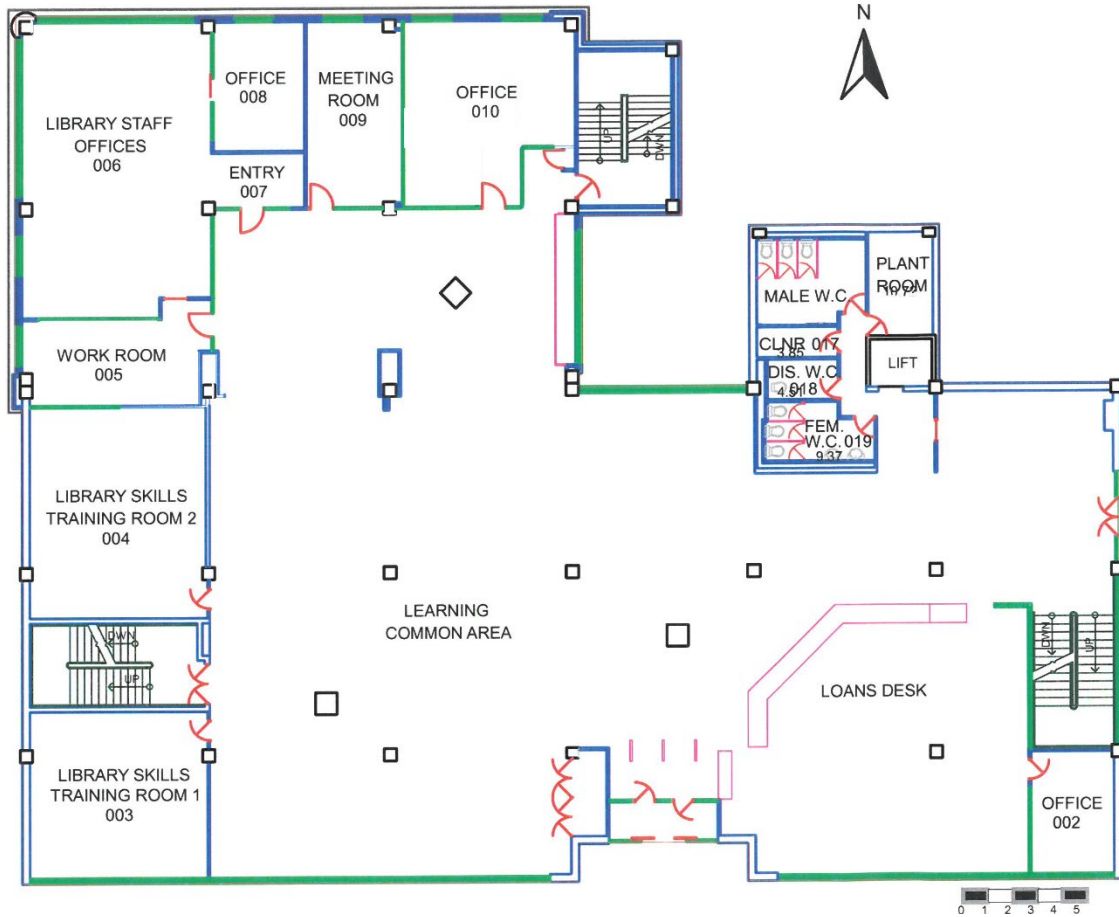 N
OFFICE
008
MEETING
ROOM
009
OFFICE
010
LIBRARY STAFF
OFFICES
006
ENTRY
007
UP
DWN
PLANT
ROOM
MALE W.C.
CLNR 017
3.85
DIS. W.C
018
4.51
LIFT
FEM.
W.C. 019
9.37
WORK ROOM
005
LIBRARY SKILLS
TRAINING ROOM 2
004
LEARNING
COMMON AREA
DWN
UP
DWN
UP
LOANS DESK
LIBRARY SKILLS
TRAINING ROOM 1
003
OFFICE
002
0 1 2 3 4 5